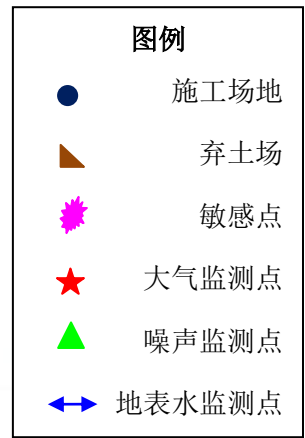 图例
施工场地
弃土场
敏感点
大气监测点
噪声监测点
地表水监测点